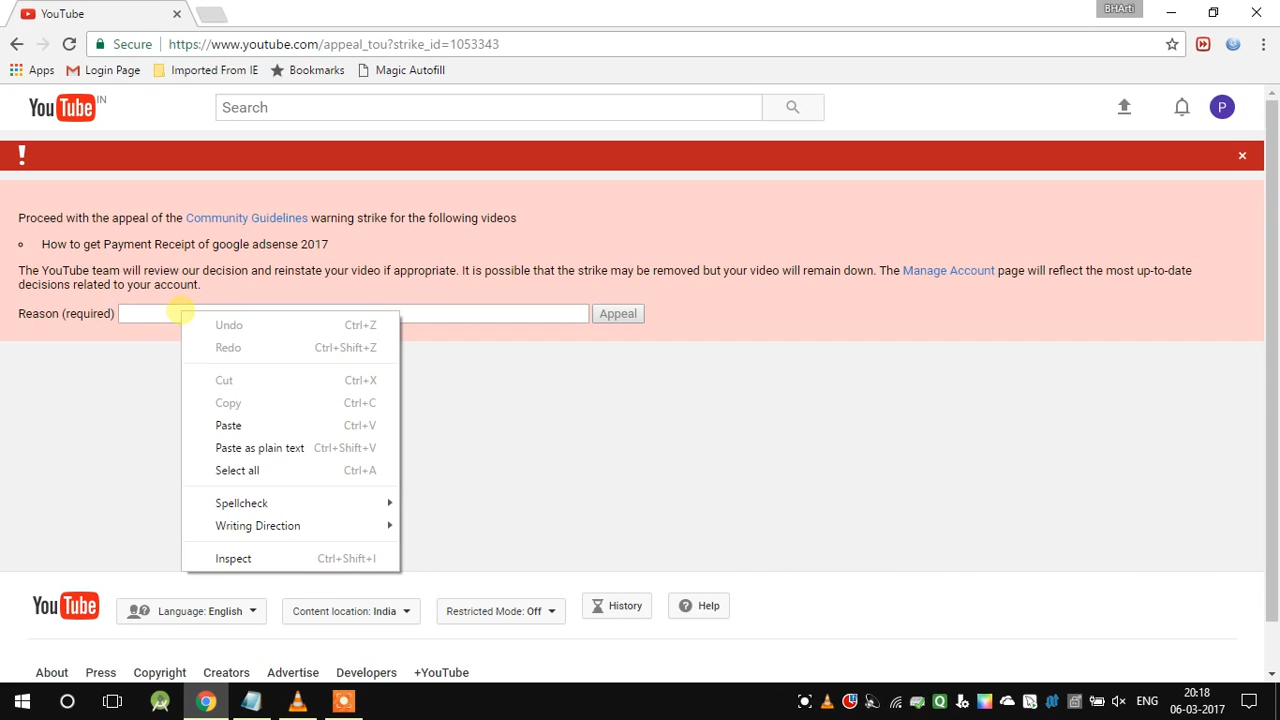 YouTube
BHArti
Secure
https://www.youtube.com/appeal_tou?strike_id=1053343
Apps
Login Page
Imported From IE
Bookmarks
Magic Autofill
YouTube IN
Search
P
!
Proceed with the appeal of the Community Guidelines warning strike for the following videos
How to get Payment Receipt of google adsense 2017
The YouTube team will review our decision and reinstate your video if appropriate. It is possible that the strike may be removed but your video will remain down. The Manage Account page will reflect the most up-to-date
decisions related to your account.
Reason (required)
Appeal
Undo Ctrl+Z
Redo Ctrl+Shift+Z
Cut Ctrl+X
Copy Ctrl+C
Paste Ctrl+V
Paste as plain text Ctrl+Shift+V
Select all Ctrl+A
Spellcheck
Writing Direction
Inspect Ctrl+Shift+I
YouTube
Language: English
Content location: India
Restricted Mode: Off
History
Help
About
Press
Copyright
Creators
Advertise
Developers
+YouTube
ENG
20:18
06-03-2017